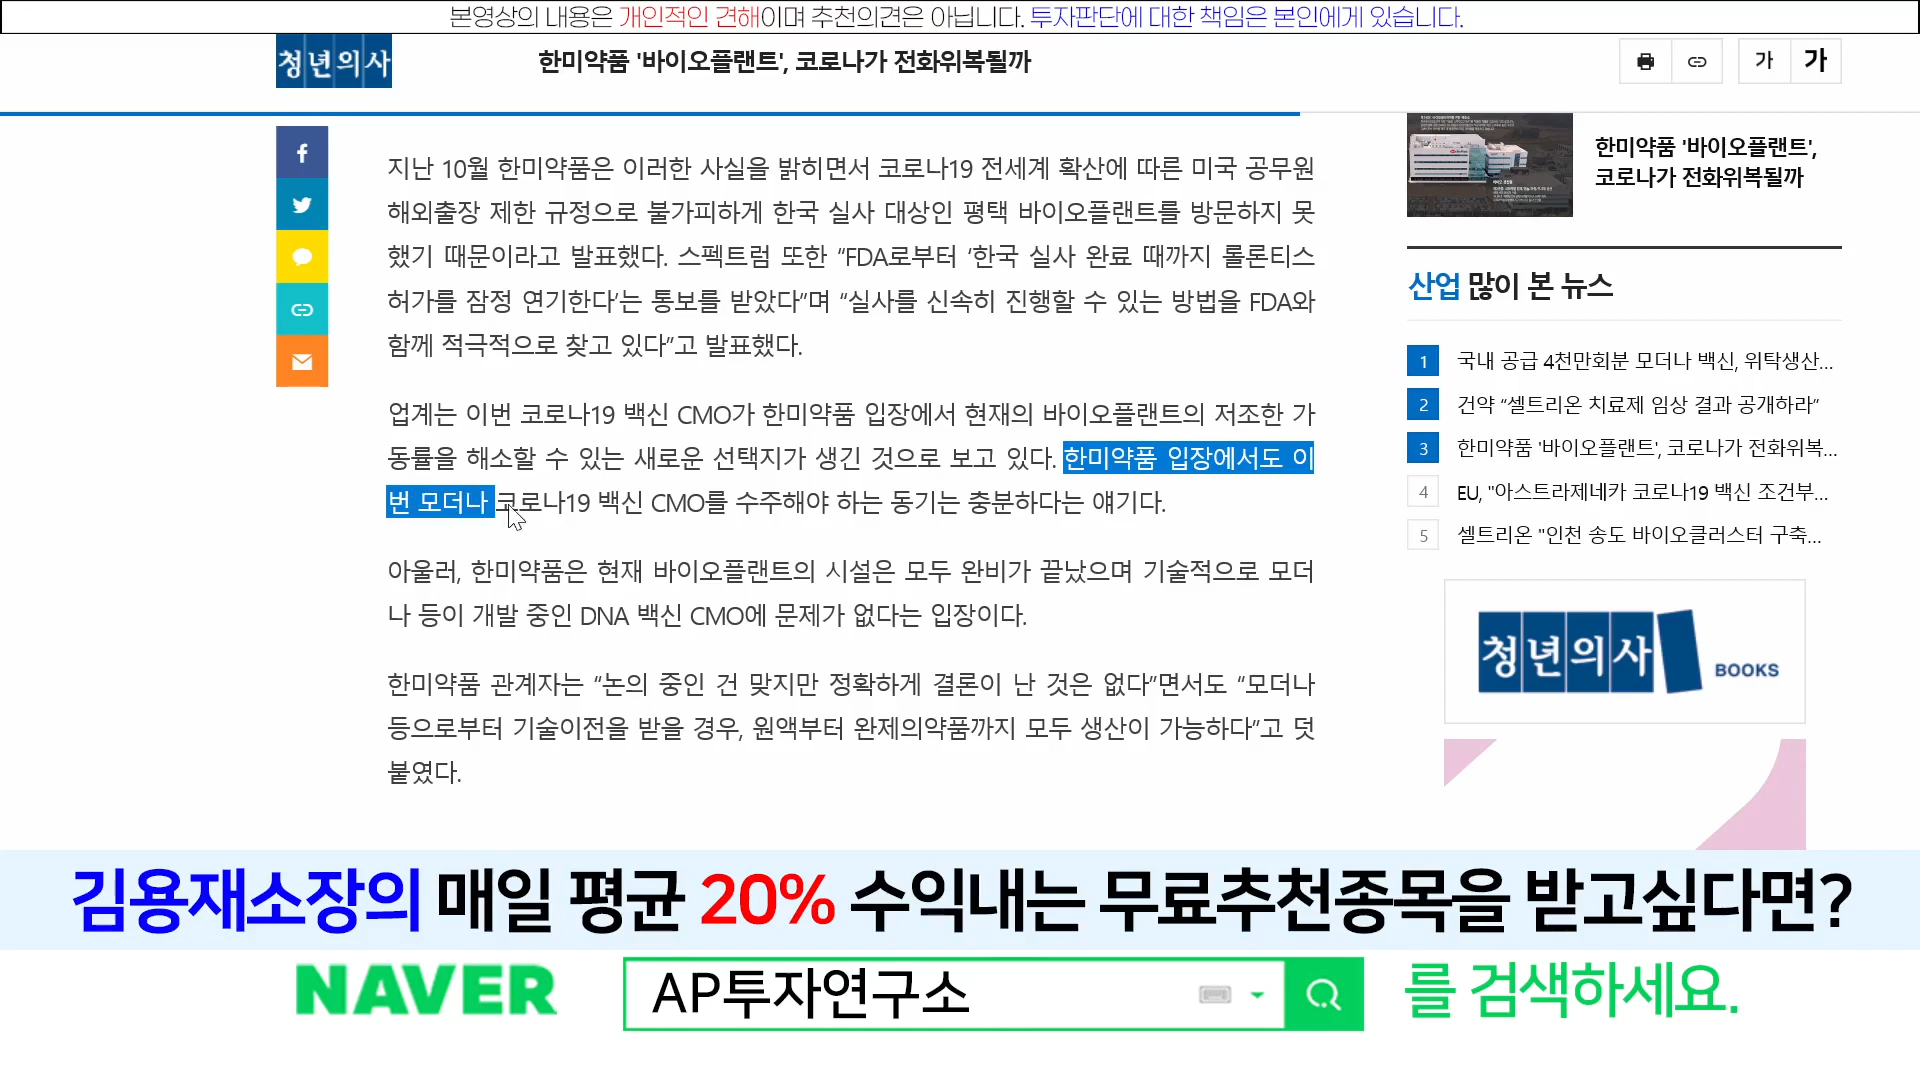 본영상의 내용은 개인적인 견해이며 추천의견은 아닙니다. 투자판단에 대한 책임은 본인에게 있습니다.
청년의사
한미약품 '바이오플랜트', 코로나가 전화위복될까
가 가
지난 10월 한미약품은 이러한 사실을 밝히면서 코로나19 전세계 확산에 따른 미국 공무원
해외출장 제한 규정으로 불가피하게 한국 실사 대상인 평택 바이오플랜트를 방문하지 못
했기 때문이라고 발표했다. 스펙트럼 또한 “FDA로부터 ‘한국 실사 완료 때까지 롤론티스
허가를 잠정 연기한다’는 통보를 받았다”며 “실사를 신속히 진행할 수 있는 방법을 FDA와
함께 적극적으로 찾고 있다”고 발표했다.
업계는 이번 코로나19 백신 CMO가 한미약품 입장에서 현재의 바이오플랜트의 저조한 가
동률을 해소할 수 있는 새로운 선택지가 생긴 것으로 보고 있다. 한미약품 입장에서도 이
번 모더나 코로나19 백신 CMO를 수주해야 하는 동기는 충분하다는 얘기다.
아울러, 한미약품은 현재 바이오플랜트의 시설은 모두 완비가 끝났으며 기술적으로 모더
나 등이 개발 중인 DNA 백신 CMO에 문제가 없다는 입장이다.
한미약품 관계자는 “논의 중인 건 맞지만 정확하게 결론이 난 것은 없다”면서도 “모더나
등으로부터 기술이전을 받을 경우, 원액부터 완제의약품까지 모두 생산이 가능하다”고 덧
붙였다.
한미약품 '바이오플랜트',
코로나가 전화위복될까
산업 많이 본 뉴스
1 국내 공급 4천만회분 모더나 백신, 위탁생산...
2 건약 “셀트리온 치료제 임상 결과 공개하라”
3 한미약품 '바이오플랜트', 코로나가 전화위복...
4 EU, "아스트라제네카 코로나19 백신 조건부...
5 셀트리온 "인천 송도 바이오클러스터 구축...
청년의사 BOOKS
김용재소장의 매일 평균 20% 수익내는 무료추천종목을 받고싶다면?
NAVER AP투자연구소 를 검색하세요.